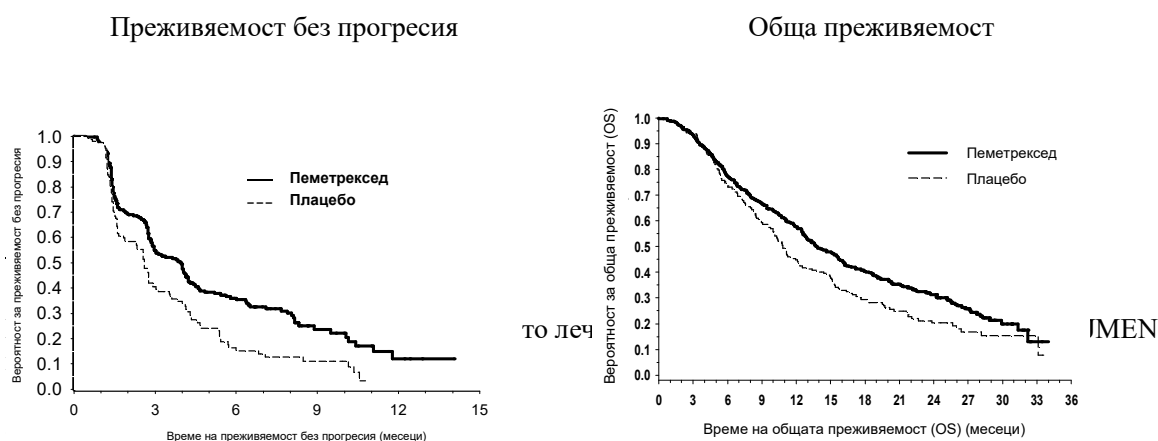 Преживяемост без прогресия
1.0
0.9
0.8
0.7
0.6
0.5
0.4
0.3
0.2
0.1
0.0
Вероятност за преживяемост без прогресия
Пеметрексед
Плацебо
0 3 6 9 12 15
Време на преживяемост без прогресия (месеци)
то леч
Обща преживяемост
1.0
0.9
0.8
0.7
0.6
0.5
0.4
0.3
0.2
0.1
0.0
Вероятност за обща преживяемост (OS)
Пеметрексед
Плацебо
0 3 6 9 12 15 18 21 24 27 30 33 36
Време на общата преживяемост (OS) (месеци)